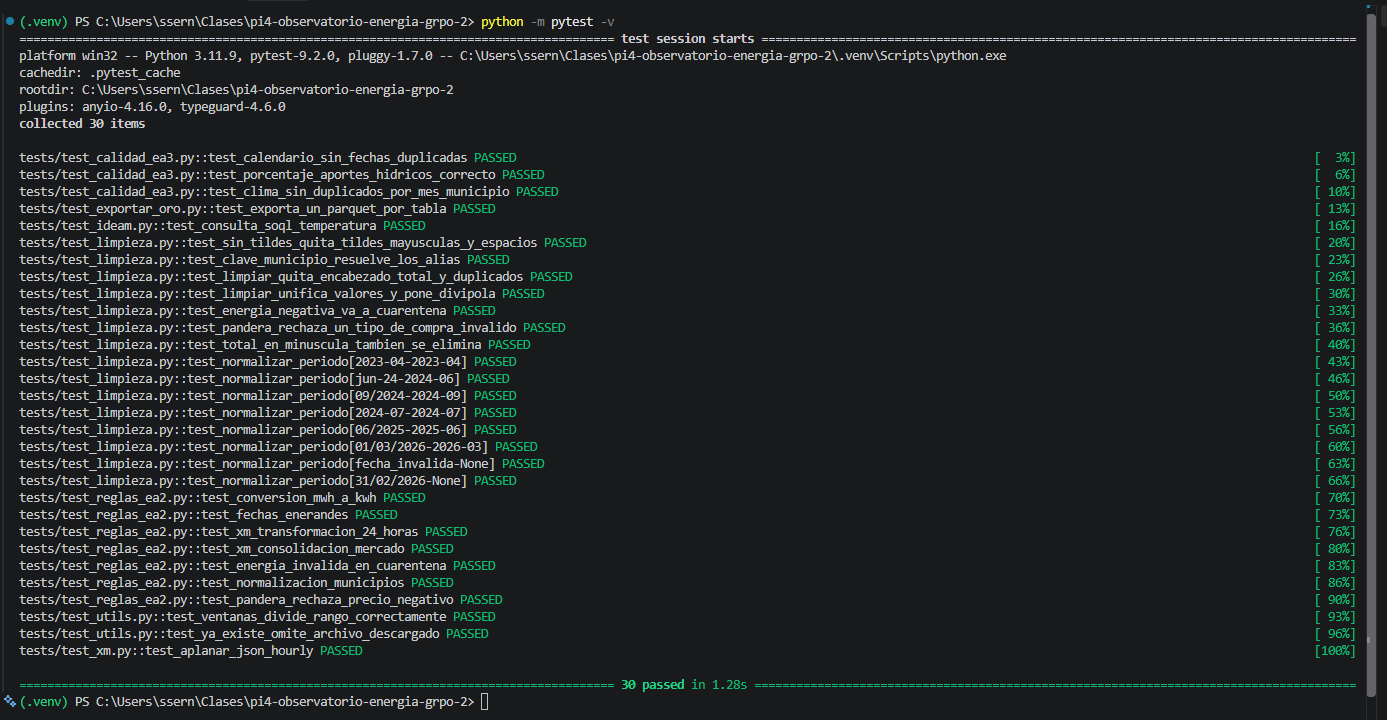 (.venv) PS C:\Users\ssern\Clases\pi4-observatorio-energia-grpo-2> python -m pytest -v
============================== test session starts ==============================
platform win32 -- Python 3.11.9, pytest-9.2.0, pluggy-1.7.0 -- C:\Users\ssern\Clases\pi4-observatorio-energia-grpo-2\.venv\Scripts\python.exe
cachedir: .pytest_cache
rootdir: C:\Users\ssern\Clases\pi4-observatorio-energia-grpo-2
plugins: anyio-4.16.0, typeguard-4.6.0
collected 30 items
tests/test_calidad_ea3.py::test_calendario_sin_fechas_duplicadas PASSED [  3%]
tests/test_calidad_ea3.py::test_porcentaje_aportes_hidricos_correcto PASSED [  6%]
tests/test_calidad_ea3.py::test_clima_sin_duplicados_por_mes_municipio PASSED [ 10%]
tests/test_exportar_oro.py::test_exporta_un_parquet_por_tabla PASSED [ 13%]
tests/test_ideam.py::test_consulta_soql_temperatura PASSED [ 16%]
tests/test_limpieza.py::test_sin_tildes_quita_tildes_mayusculas_y_espacios PASSED [ 20%]
tests/test_limpieza.py::test_clave_municipio_resuelve_los_alias PASSED [ 23%]
tests/test_limpieza.py::test_limpiar_quita_encabezado_total_y_duplicados PASSED [ 26%]
tests/test_limpieza.py::test_limpiar_unifica_valores_y_pone_divipola PASSED [ 30%]
tests/test_limpieza.py::test_energia_negativa_va_a_cuarentena PASSED [ 33%]
tests/test_limpieza.py::test_pandera_rechaza_un_tipo_de_compra_invalido PASSED [ 36%]
tests/test_limpieza.py::test_total_en_minuscula_tambien_se_elimina PASSED [ 40%]
tests/test_limpieza.py::test_normalizar_periodo[2023-04-2023-04] PASSED [ 43%]
tests/test_limpieza.py::test_normalizar_periodo[jun-24-2024-06] PASSED [ 46%]
tests/test_limpieza.py::test_normalizar_periodo[09/2024-2024-09] PASSED [ 50%]
tests/test_limpieza.py::test_normalizar_periodo[2024-07-2024-07] PASSED [ 53%]
tests/test_limpieza.py::test_normalizar_periodo[06/2025-2025-06] PASSED [ 56%]
tests/test_limpieza.py::test_normalizar_periodo[01/03/2026-2026-03] PASSED [ 60%]
tests/test_limpieza.py::test_normalizar_periodo[fecha_invalida-None] PASSED [ 63%]
tests/test_limpieza.py::test_normalizar_periodo[31/02/2026-None] PASSED [ 66%]
tests/test_reglas_ea2.py::test_conversion_mwh_a_kwh PASSED [ 70%]
tests/test_reglas_ea2.py::test_fechas_enerandes PASSED [ 73%]
tests/test_reglas_ea2.py::test_xm_transformacion_24_horas PASSED [ 76%]
tests/test_reglas_ea2.py::test_xm_consolidacion_mercado PASSED [ 80%]
tests/test_reglas_ea2.py::test_energia_invalida_en_cuarentena PASSED [ 83%]
tests/test_reglas_ea2.py::test_normalizacion_municipios PASSED [ 86%]
tests/test_reglas_ea2.py::test_pandera_rechaza_precio_negativo PASSED [ 90%]
tests/test_utils.py::test_ventanas_divide_rango_correctamente PASSED [ 93%]
tests/test_utils.py::test_ya_existe_omite_archivo_descargado PASSED [ 96%]
tests/test_xm.py::test_aplanar_json_hourly PASSED [100%]
============================== 30 passed in 1.28s ==============================
(.venv) PS C:\Users\ssern\Clases\pi4-observatorio-energia-grpo-2>